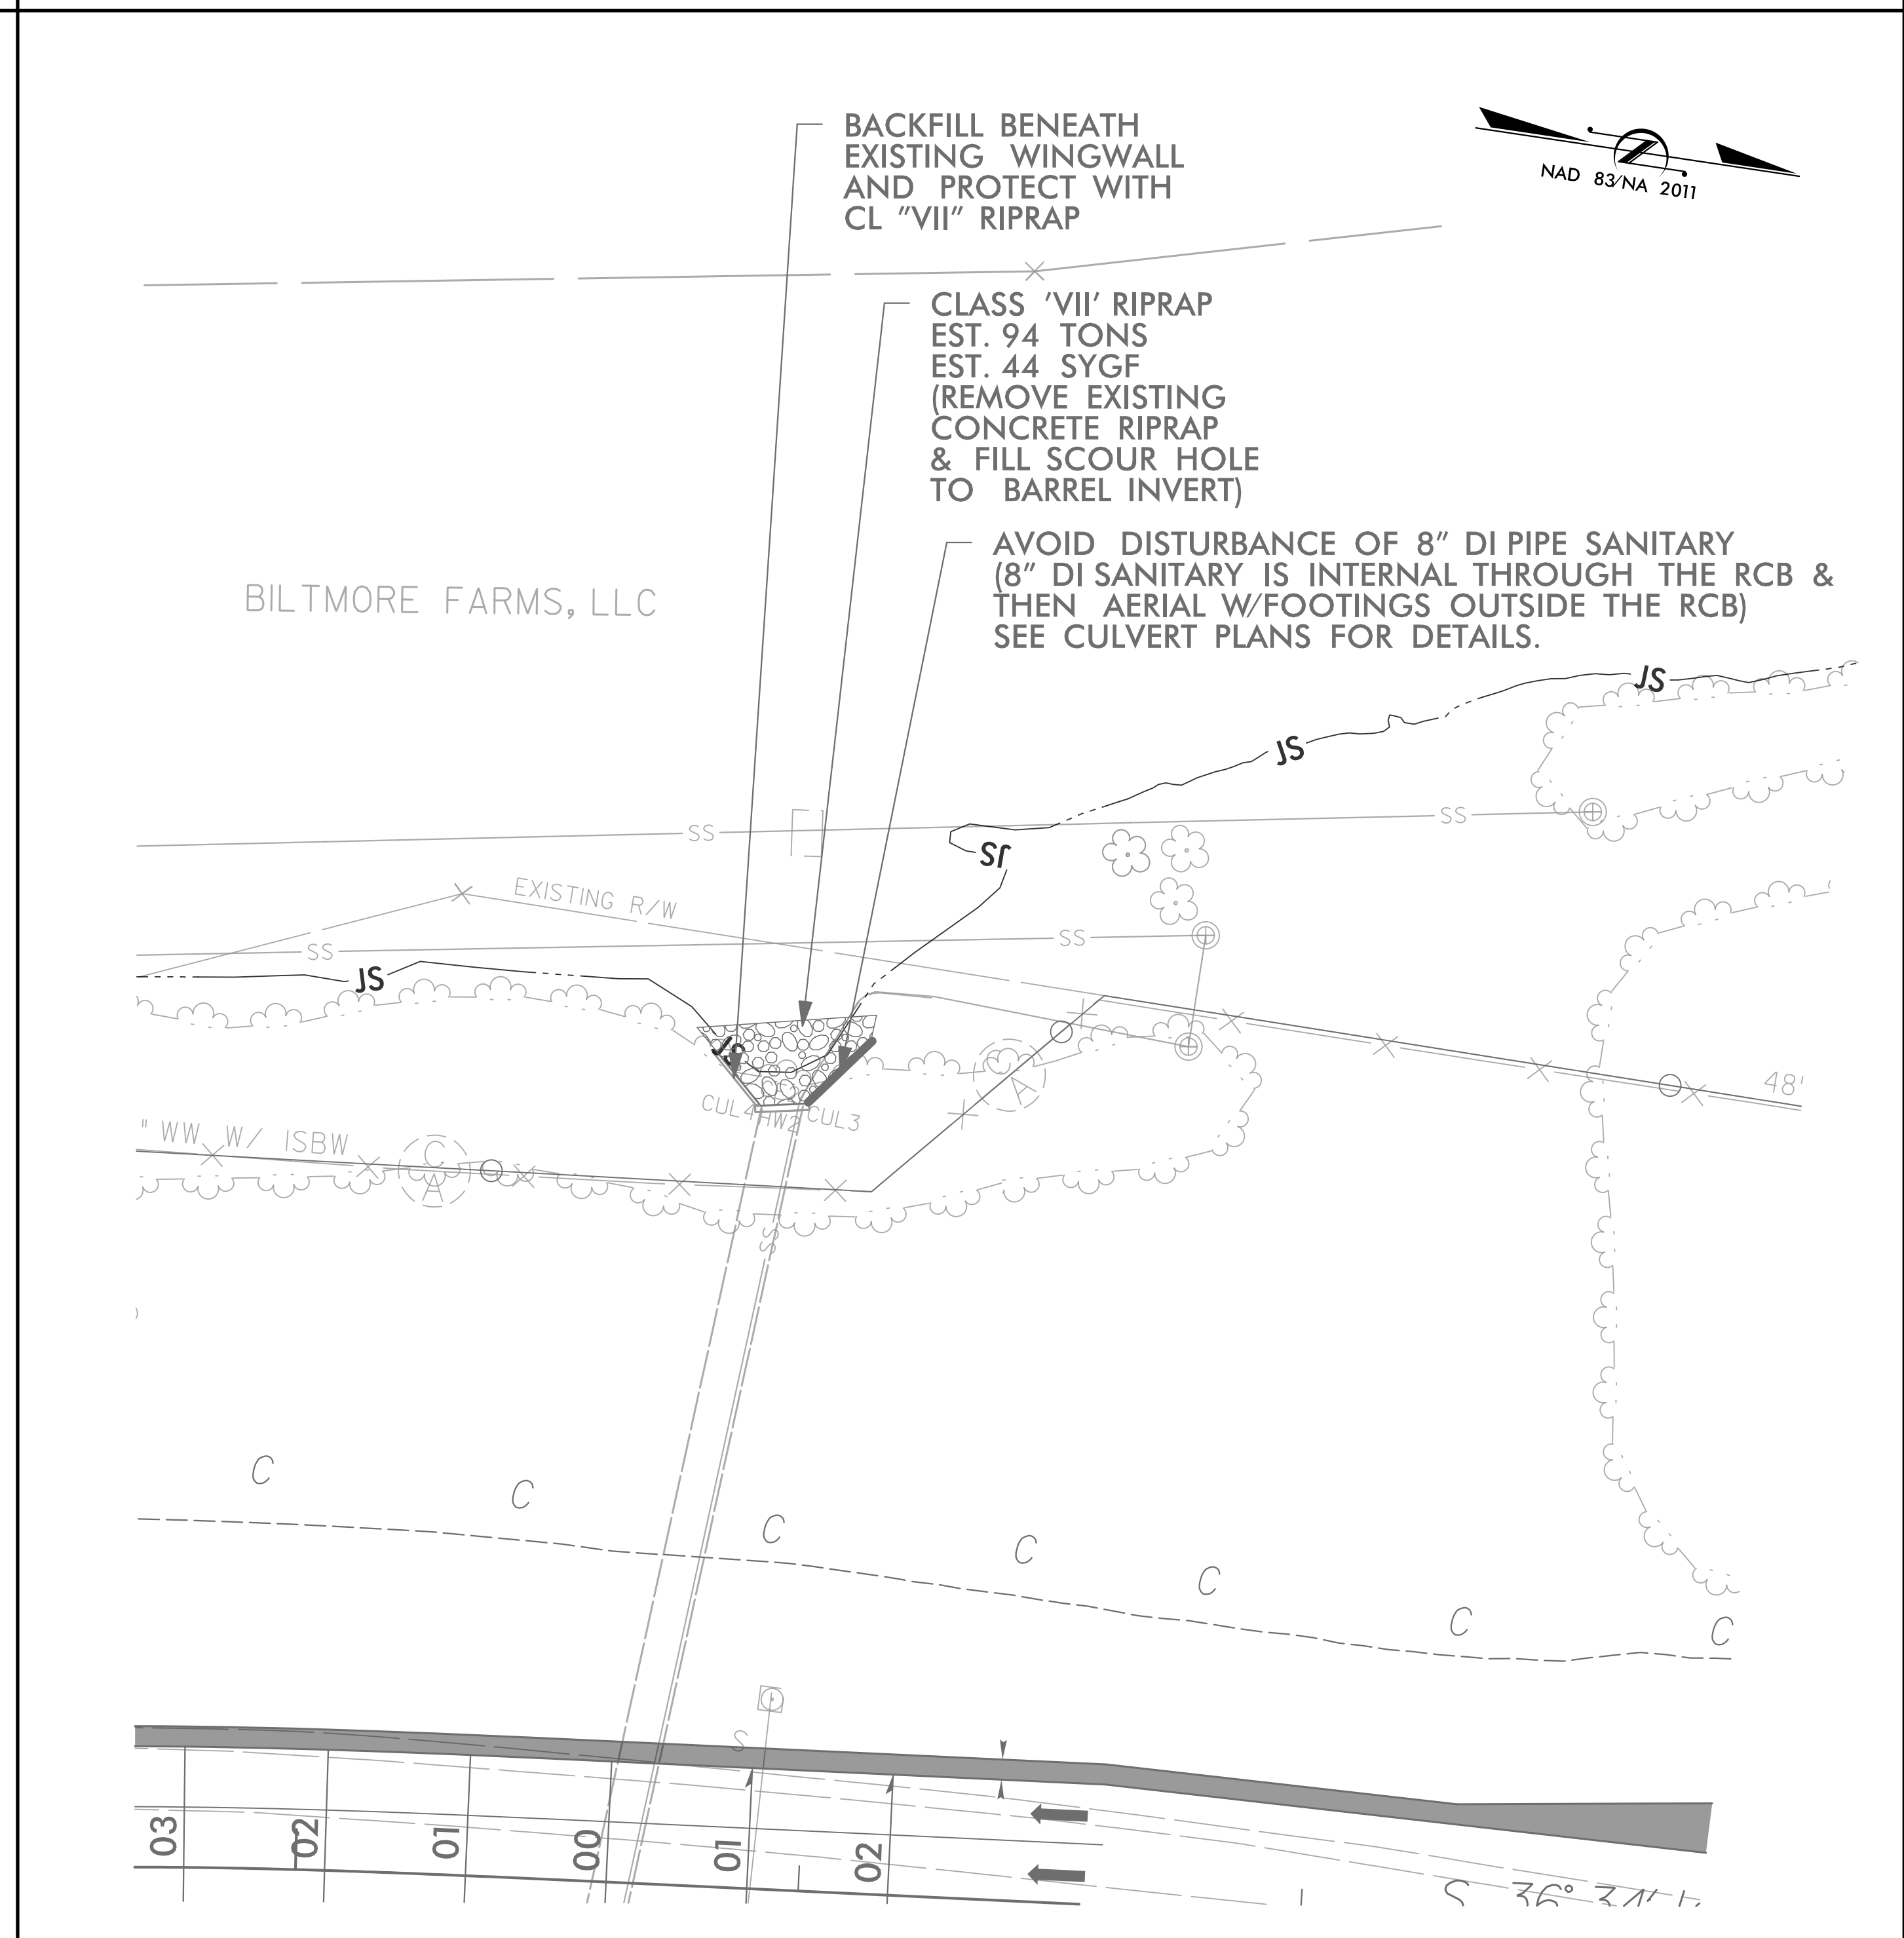 BACKFILL BENEATH
EXISTING WINGWALL
AND PROTECT WITH
CL "VII" RIPRAP
NAD 83/NA 2011
CLASS 'VII' RIPRAP
EST. 94 TONS
EST. 44 SYGF
(REMOVE EXISTING
CONCRETE RIPRAP
& FILL SCOUR HOLE
TO BARREL INVERT)
AVOID DISTURBANCE OF 8" DI PIPE SANITARY
(8" DI SANITARY IS INTERNAL THROUGH THE RCB &
THEN AERIAL W/FOOTINGS OUTSIDE THE RCB)
SEE CULVERT PLANS FOR DETAILS.
BILTMORE FARMS, LLC
JS
JS
SS
SS
JS
EXISTING R/W
SS
SS
JS
JS
48'
CUL4
HW2
CUL3
" WW W/ ISBW
C
A
C
A
SS
C
C
C
C
C
C
C
S
03
02
01
00
01
02
S 36°